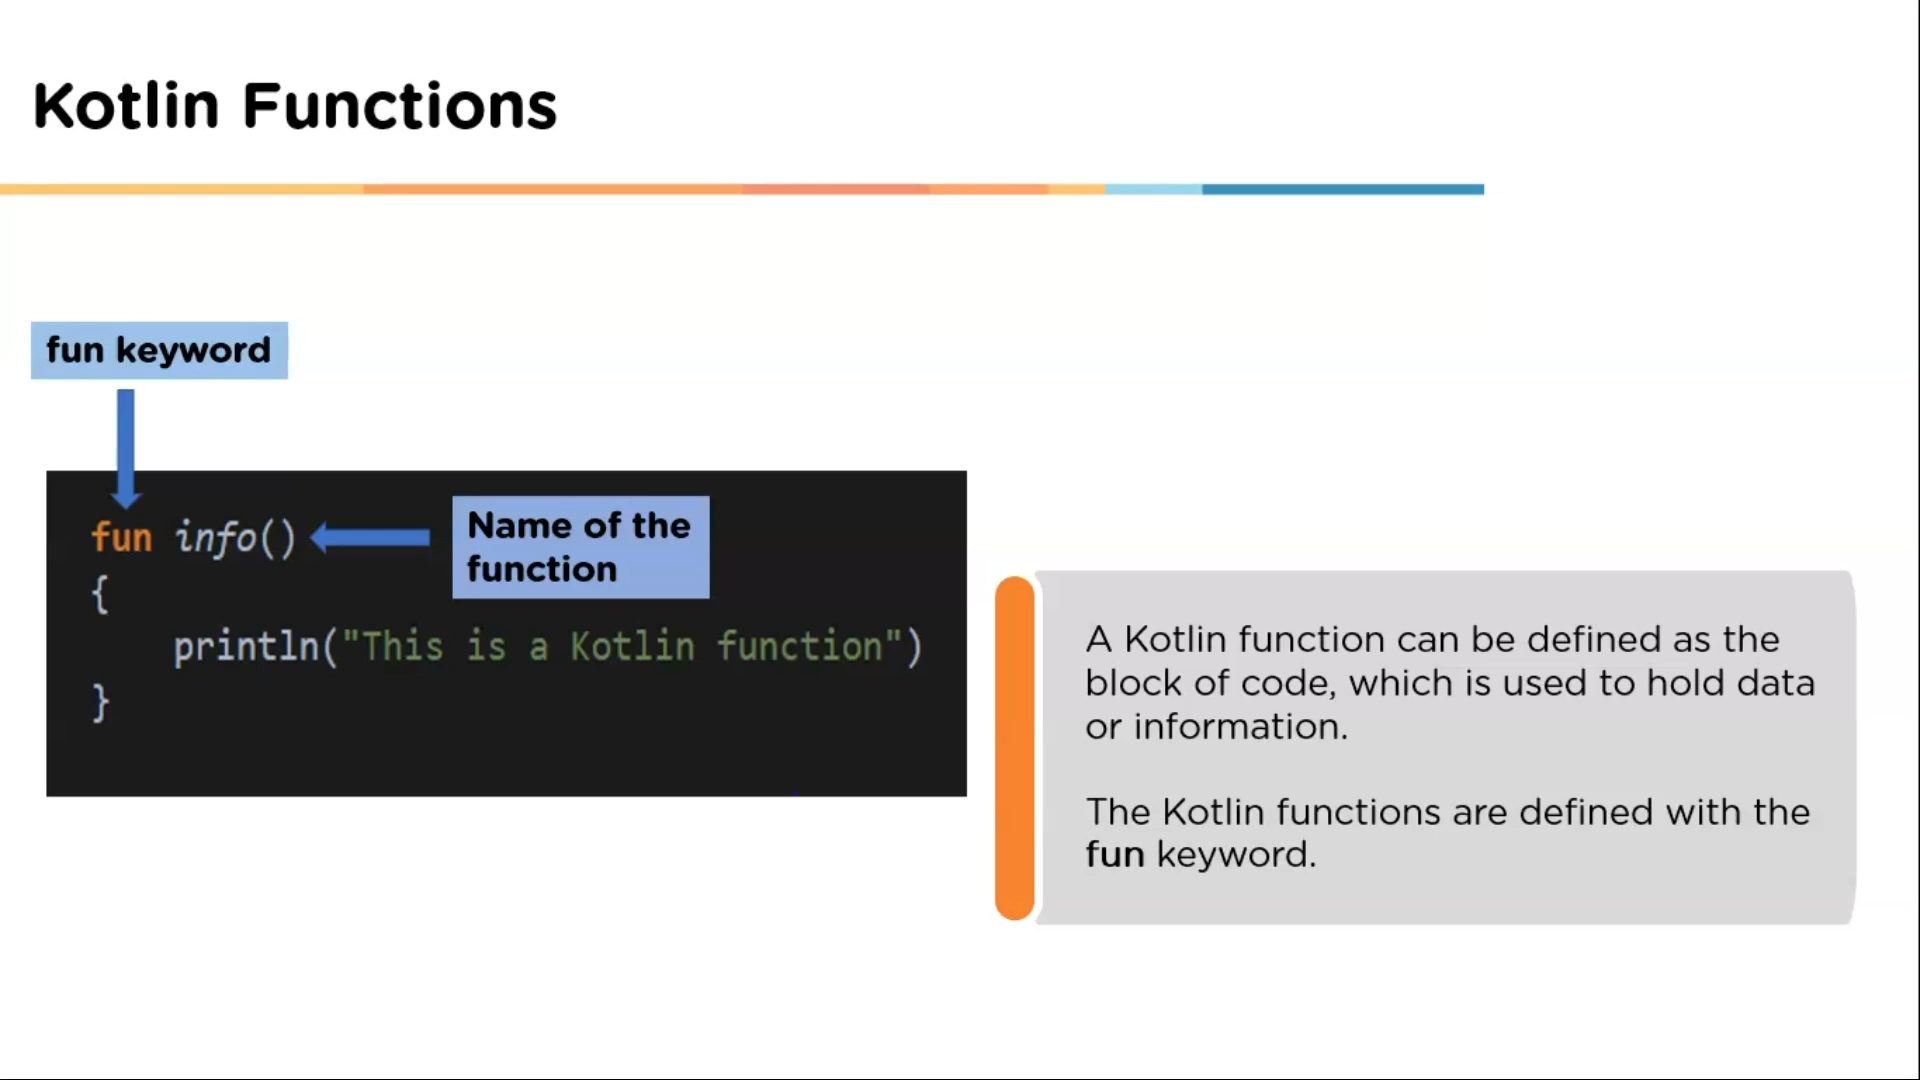 Kotlin Functions
fun keyword
fun info()
Name of the
function
{
println("This is a Kotlin function")
}
A Kotlin function can be defined as the
block of code, which is used to hold data
or information.
The Kotlin functions are defined with the
fun keyword.